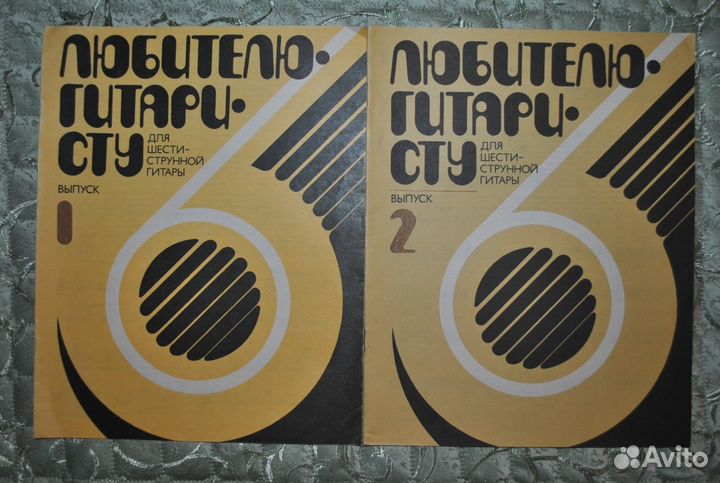 ЛЮБИТЕЛЮ-
ГИТАРИ-
СТУ
ДЛЯ
ШЕСТИ-
СТРУННОЙ
ГИТАРЫ
ВЫПУСК
1
ЛЮБИТЕЛЮ-
ГИТАРИ-
СТУ
ДЛЯ
ШЕСТИ-
СТРУННОЙ
ГИТАРЫ
ВЫПУСК
2
Avito